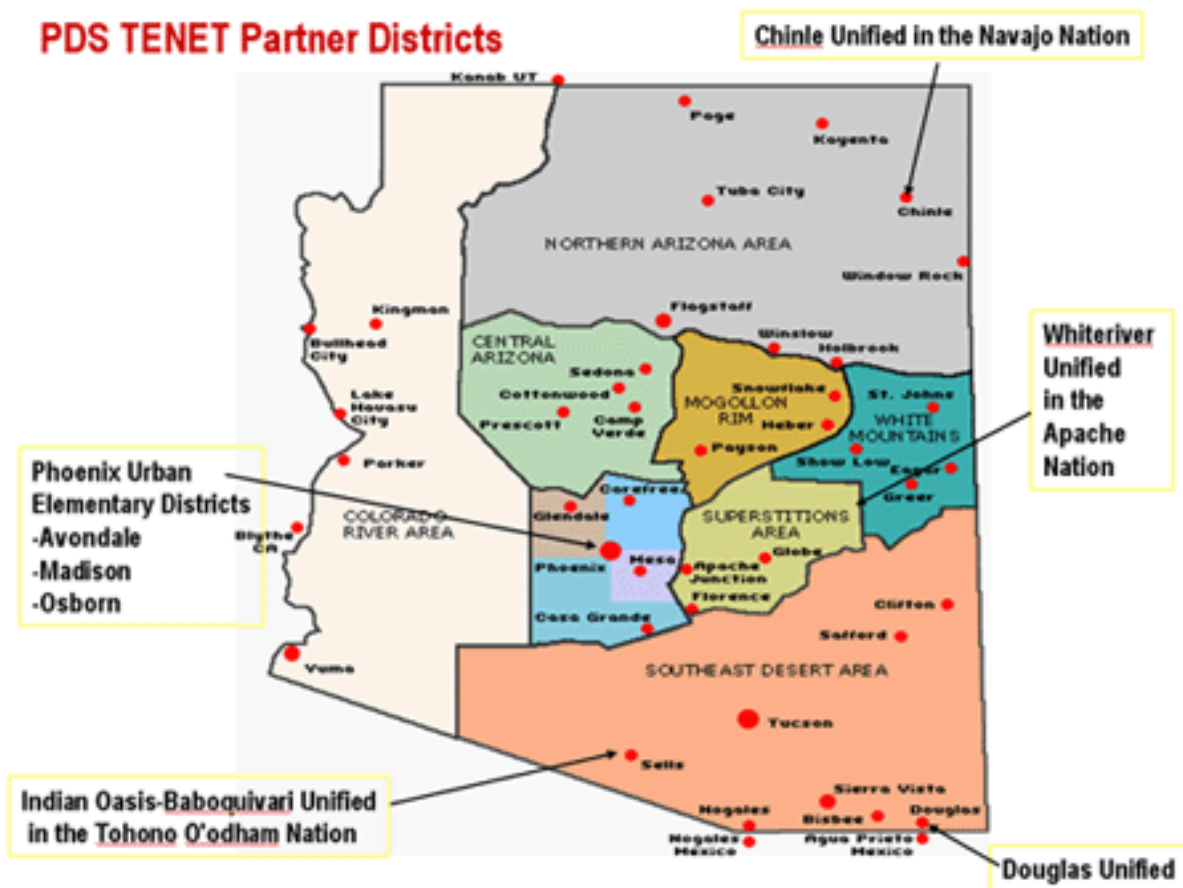 PDS TENET Partner Districts
Chinle Unified in the Navajo Nation
Kanab UT
Page
Kayenta
Tuba City
Chinle
NORTHERN ARIZONA AREA
Window Rock
Flagstaff
Kingman
Bullhead
City
CENTRAL
ARIZONA
Winslow
Holbrook
Whiteriver
Unified
in the
Apache
Nation
Sedona
Cottonwood
Prescott
Camp
Verde
Snowflake
MOGOLLON
RIM
Heber
Payson
St. Johns
WHITE
MOUNTAINS
Show Low
Eagar
Greer
Lake
Havasu
City
Parker
Phoenix Urban
Elementary Districts
-Avondale
-Madison
-Osborn
COLORADO
RIVER AREA
Blythe
CA
Carefree
Glendale
Phoenix
Mesa
Casa Grande
SUPERSTITIONS
AREA
Globe
Apache
Junction
Florence
Clifton
Safford
Yuma
SOUTHEAST DESERT AREA
Tucson
Sells
Indian Oasis-Baboquivari Unified
in the Tohono O'odham Nation
Sierra Vista
Nogales
Bisbee
Douglas
Nogales
Mexico
Agua Prieta
Mexico
Douglas Unified